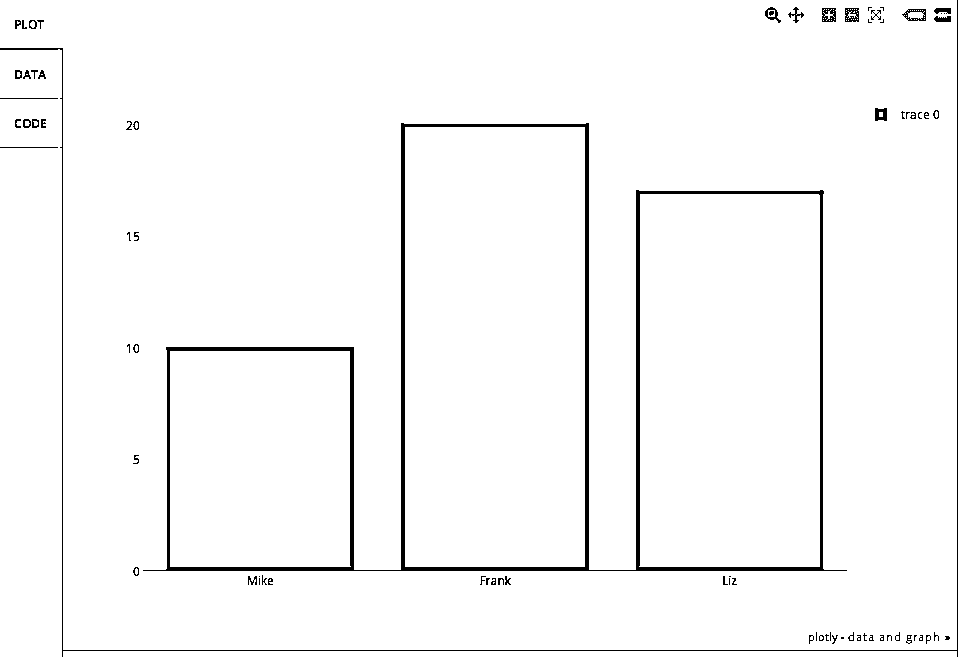 PLOT
DATA
CODE
trace 0
20
15
10
5
0
Mike
Frank
Liz
plotly - data and graph »